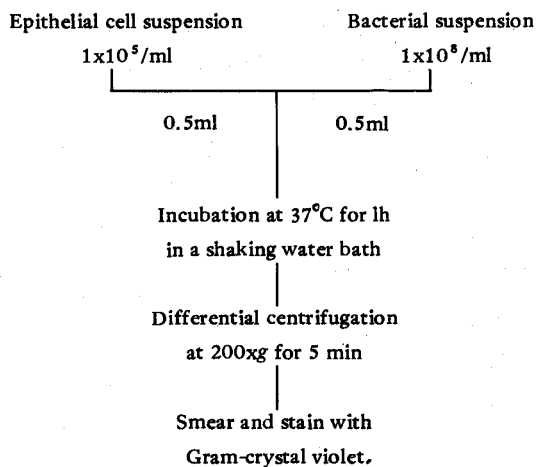 Epithelial cell suspension Bacterial suspension
1x10⁵/ml 1x10⁸/ml
0.5ml 0.5ml
Incubation at 37°C for lh
in a shaking water bath
Differential centrifugation
at 200xg for 5 min
Smear and stain with
Gram-crystal violet.